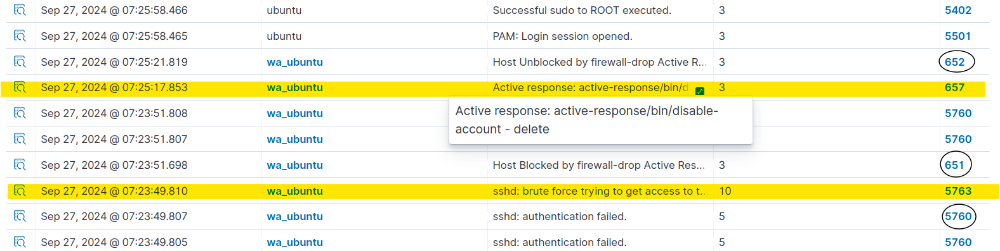 Sep 27, 2024 @ 07:25:58.466 ubuntu Successful sudo to ROOT executed. 3 5402
Sep 27, 2024 @ 07:25:58.465 ubuntu PAM: Login session opened. 3 5501
Sep 27, 2024 @ 07:25:21.819 wa_ubuntu Host Unblocked by firewall-drop Active R... 3 652
Sep 27, 2024 @ 07:25:17.853 wa_ubuntu Active response: active-response/bin/d 3 657
Active response: active-response/bin/disable-
account - delete
Sep 27, 2024 @ 07:23:51.808 wa_ubuntu 5760
Sep 27, 2024 @ 07:23:51.807 wa_ubuntu 5760
Sep 27, 2024 @ 07:23:51.698 wa_ubuntu Host Blocked by firewall-drop Active Res... 3 651
Sep 27, 2024 @ 07:23:49.810 wa_ubuntu sshd: brute force trying to get access to t... 10 5763
Sep 27, 2024 @ 07:23:49.807 wa_ubuntu sshd: authentication failed. 5 5760
Sep 27, 2024 @ 07:23:49.805 wa_ubuntu sshd: authentication failed. 5 5760